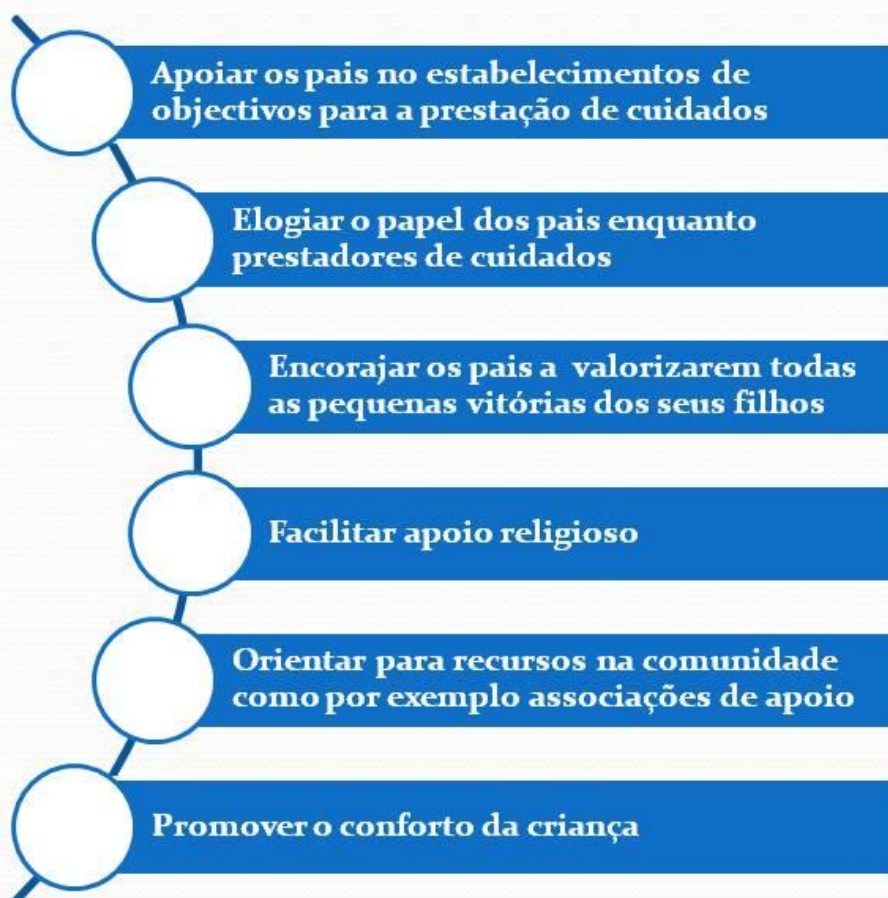 Apoiar os pais no estabelecimentos de
objectivos para a prestação de cuidados
Elogiar o papel dos pais enquanto
prestadores de cuidados
Encorajar os pais a valorizarem todas
as pequenas vitórias dos seus filhos
Facilitar apoio religioso
Orientar para recursos na comunidade
como por exemplo associações de apoio
Promover o conforto da criança